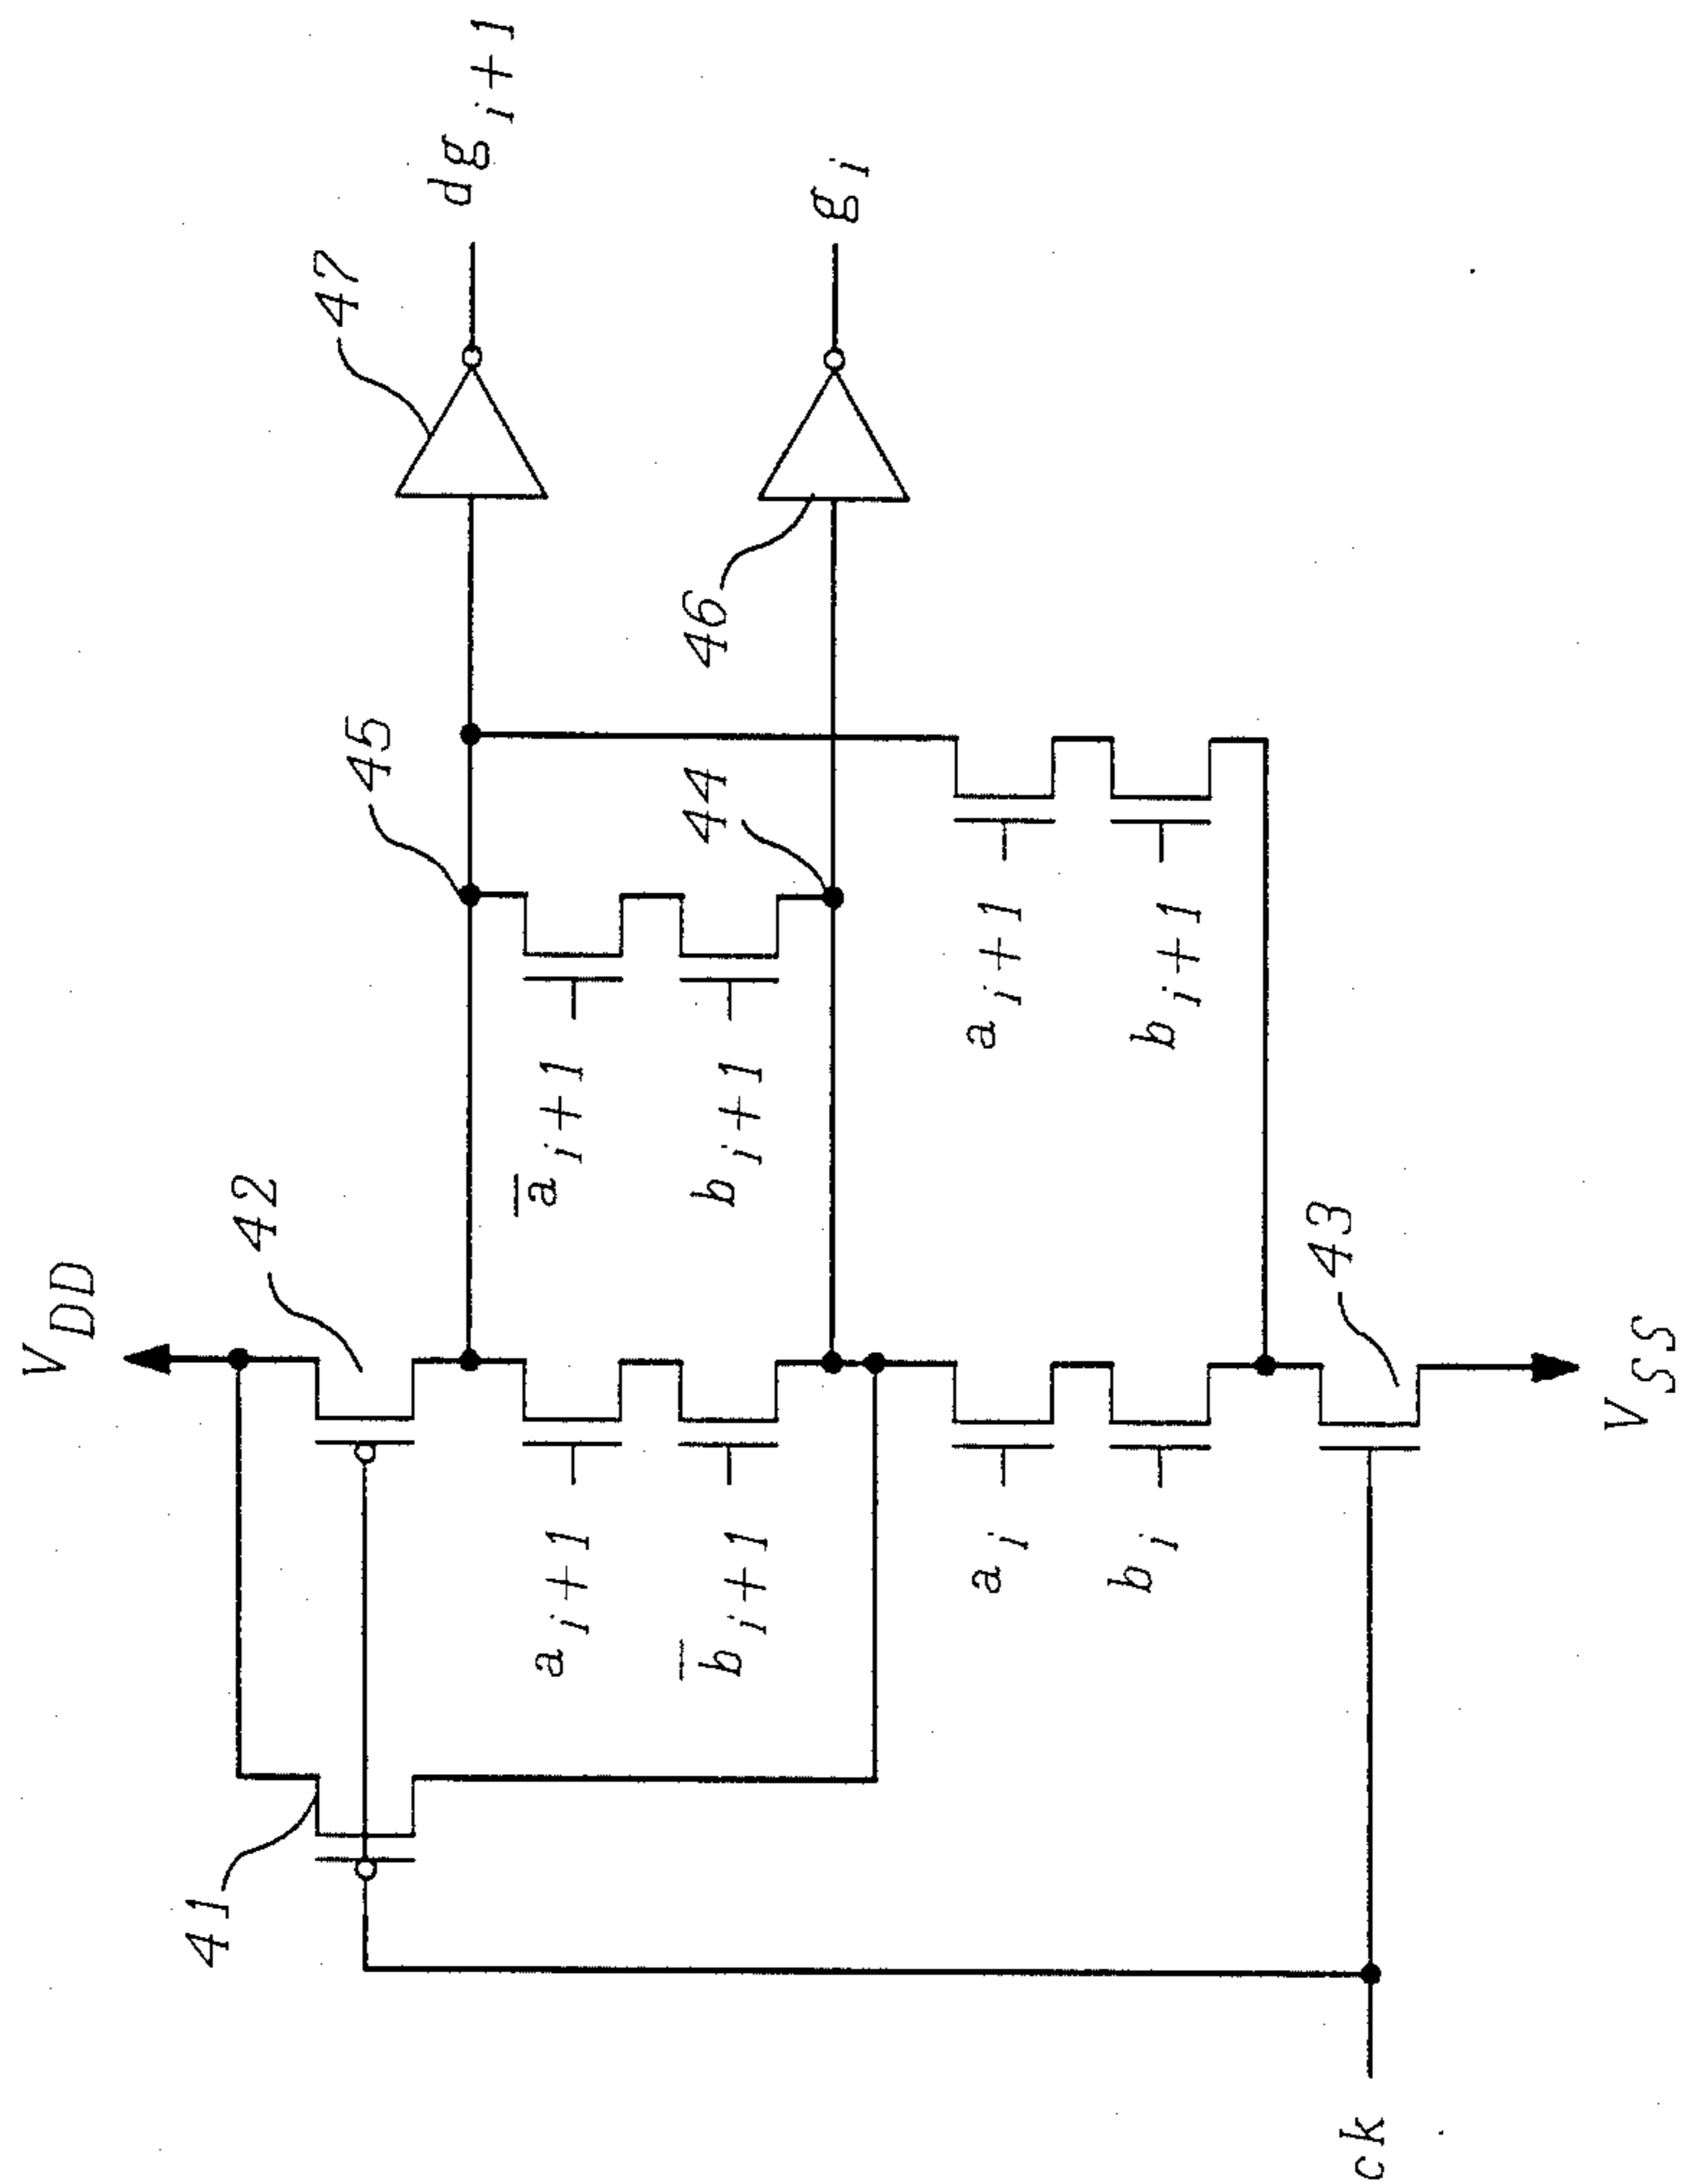 V_DD
42
41
45
47
dg_i+1
a_i+1
b̅_i+1
a̅_i+1
b_i+1
44
46
g_i
a_i
b_i
a_i+1
b_i+1
43
ck
V_SS